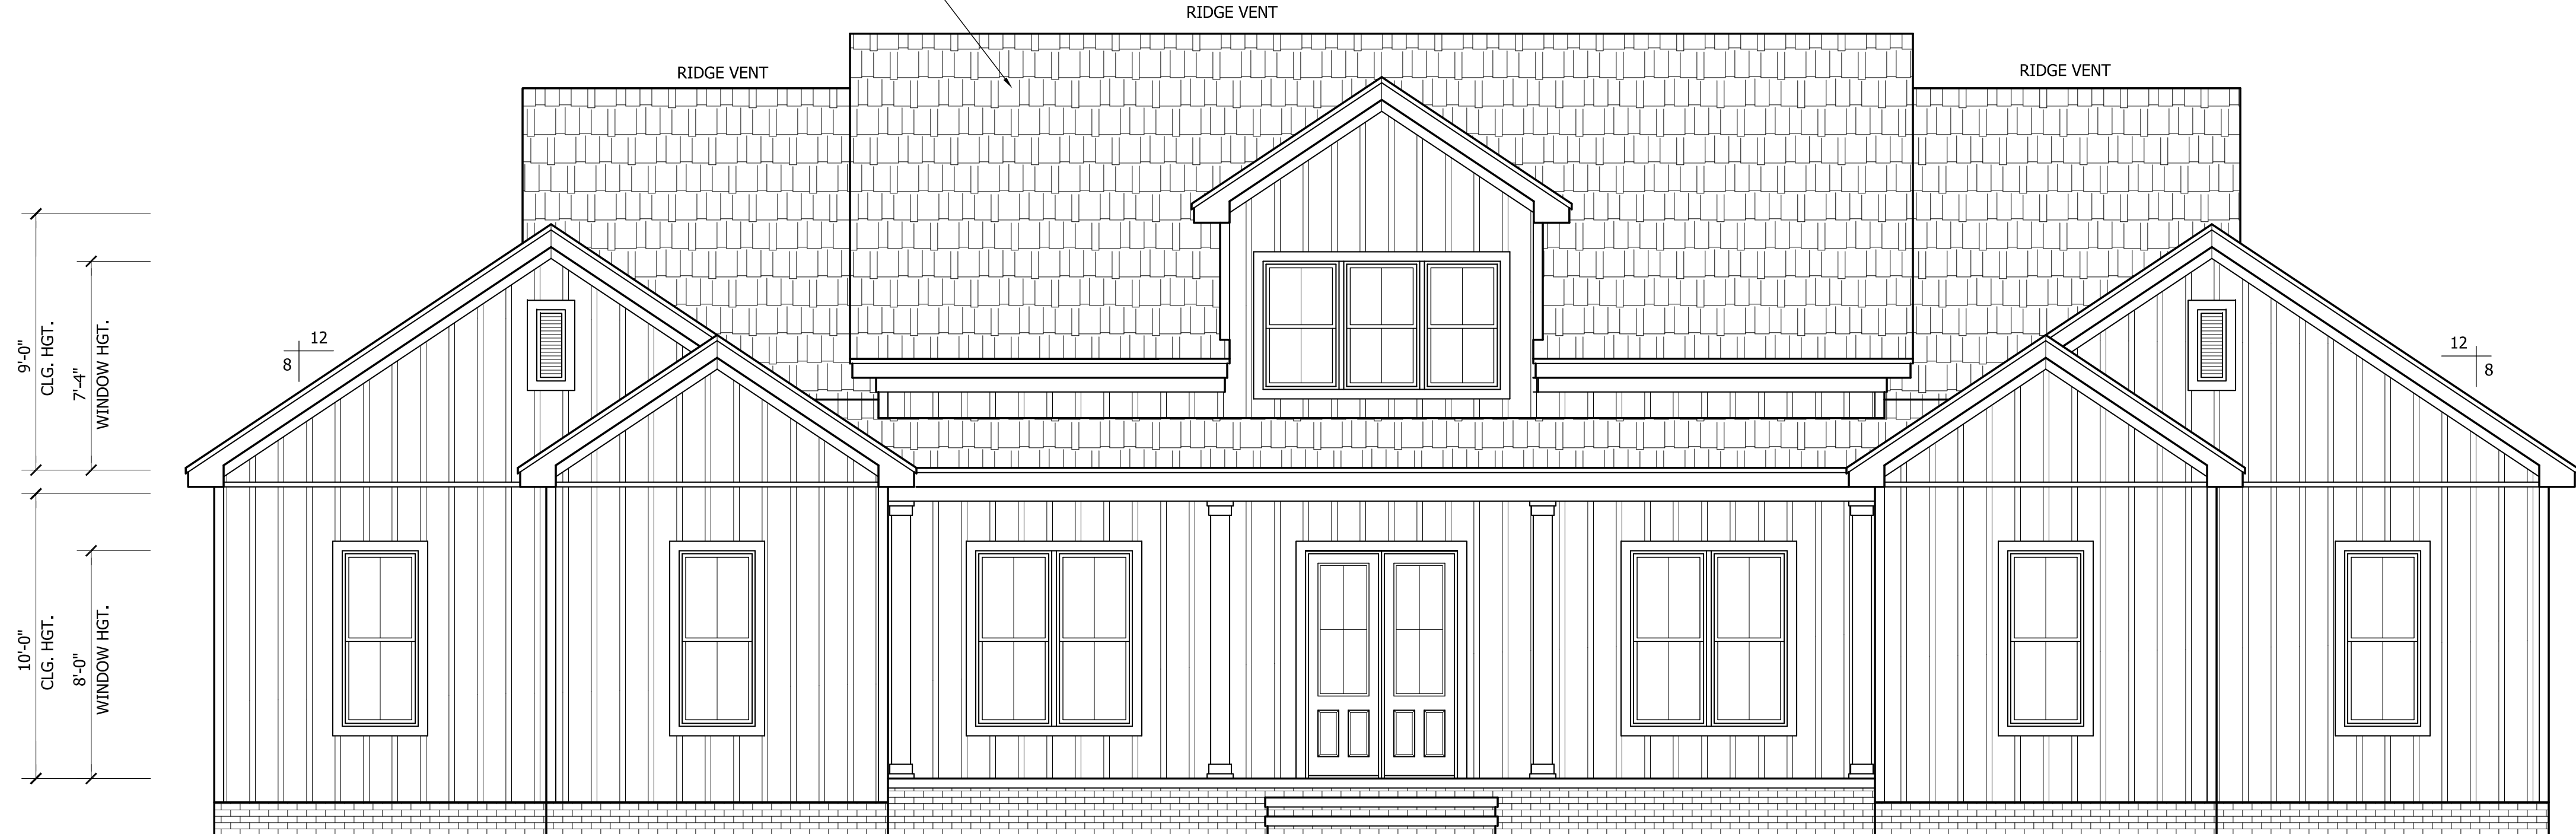 RIDGE VENT
RIDGE VENT
RIDGE VENT
9'-0"
CLG. HGT.
7'-4"
WINDOW HGT.
12
8
12
8
10'-0"
CLG. HGT.
8'-0"
WINDOW HGT.